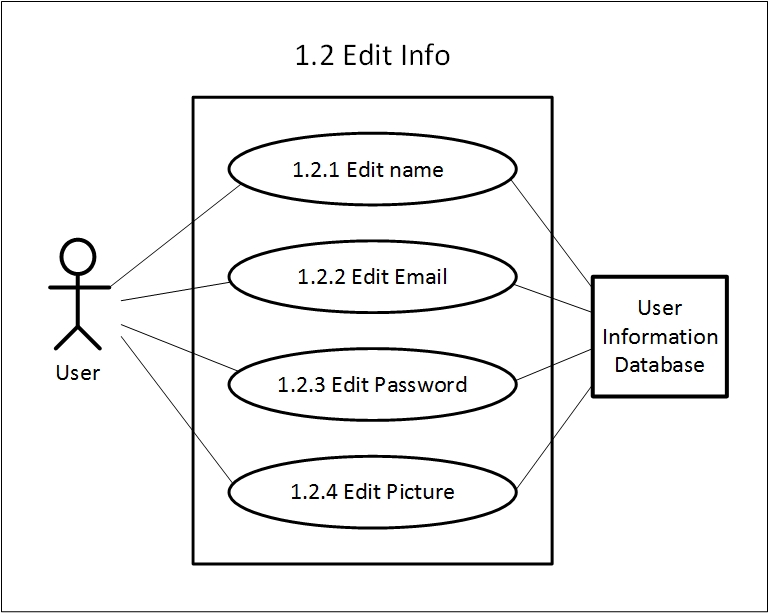 1.2 Edit Info
1.2.1 Edit name
1.2.2 Edit Email
1.2.3 Edit Password
1.2.4 Edit Picture
User
User
Information
Database